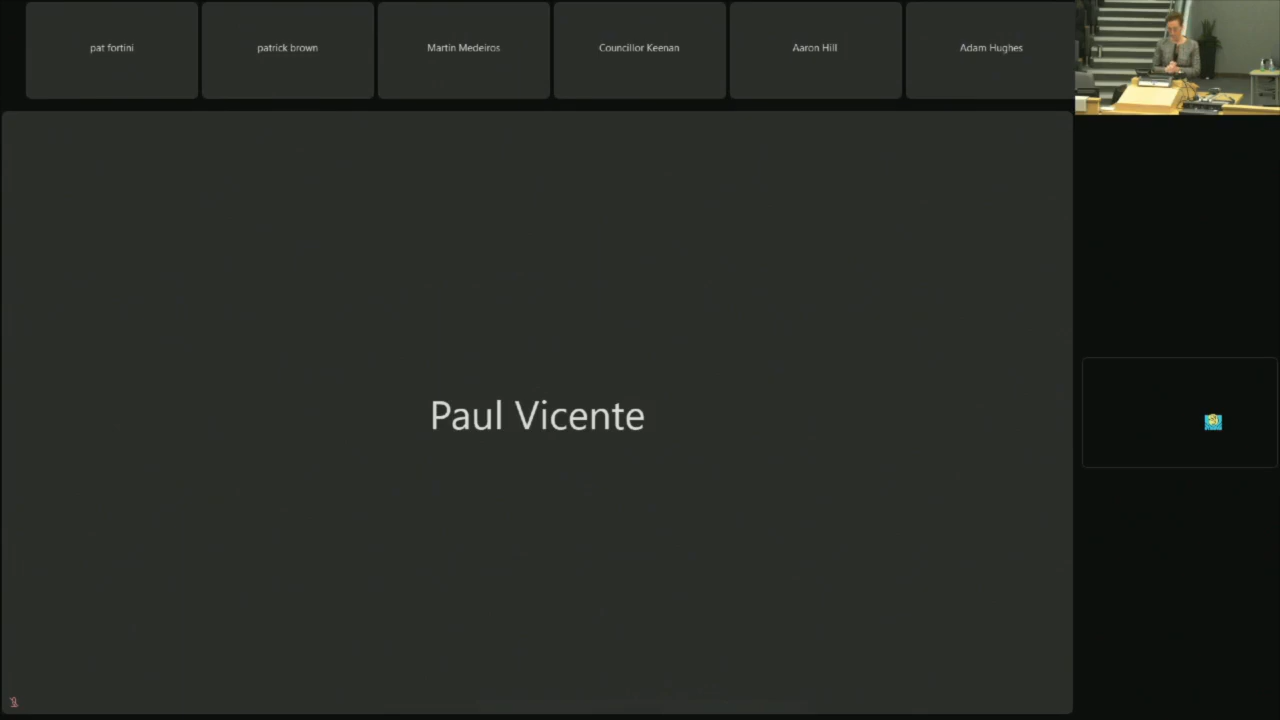 pat fortini
patrick brown
Martin Medeiros
Councillor Keenan
Aaron Hill
Adam Hughes
Paul Vicente